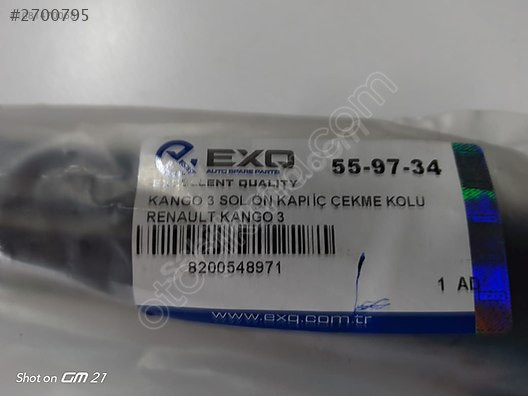 #2700795
EXQ
AUTO SPARE PARTS
55-97-34
EXCELLENT QUALITY
KANGO 3 SOL ÖN KAPI İÇ ÇEKME KOLU
RENAULT KANGO 3
8200548971
1 AD
www.exq.com.tr
Shot on GM 21